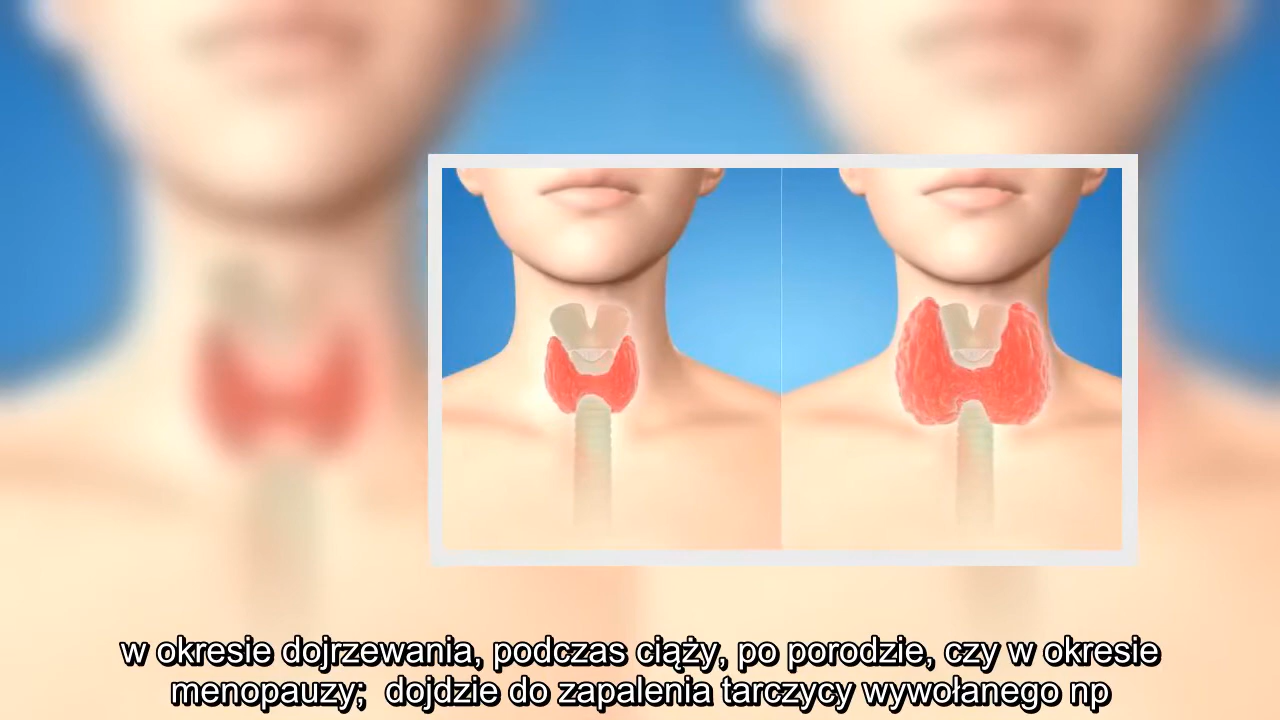 w okresie dojrzewania, podczas ciąży, po porodzie, czy w okresie
menopauzy;  dojdzie do zapalenia tarczycy wywołanego np